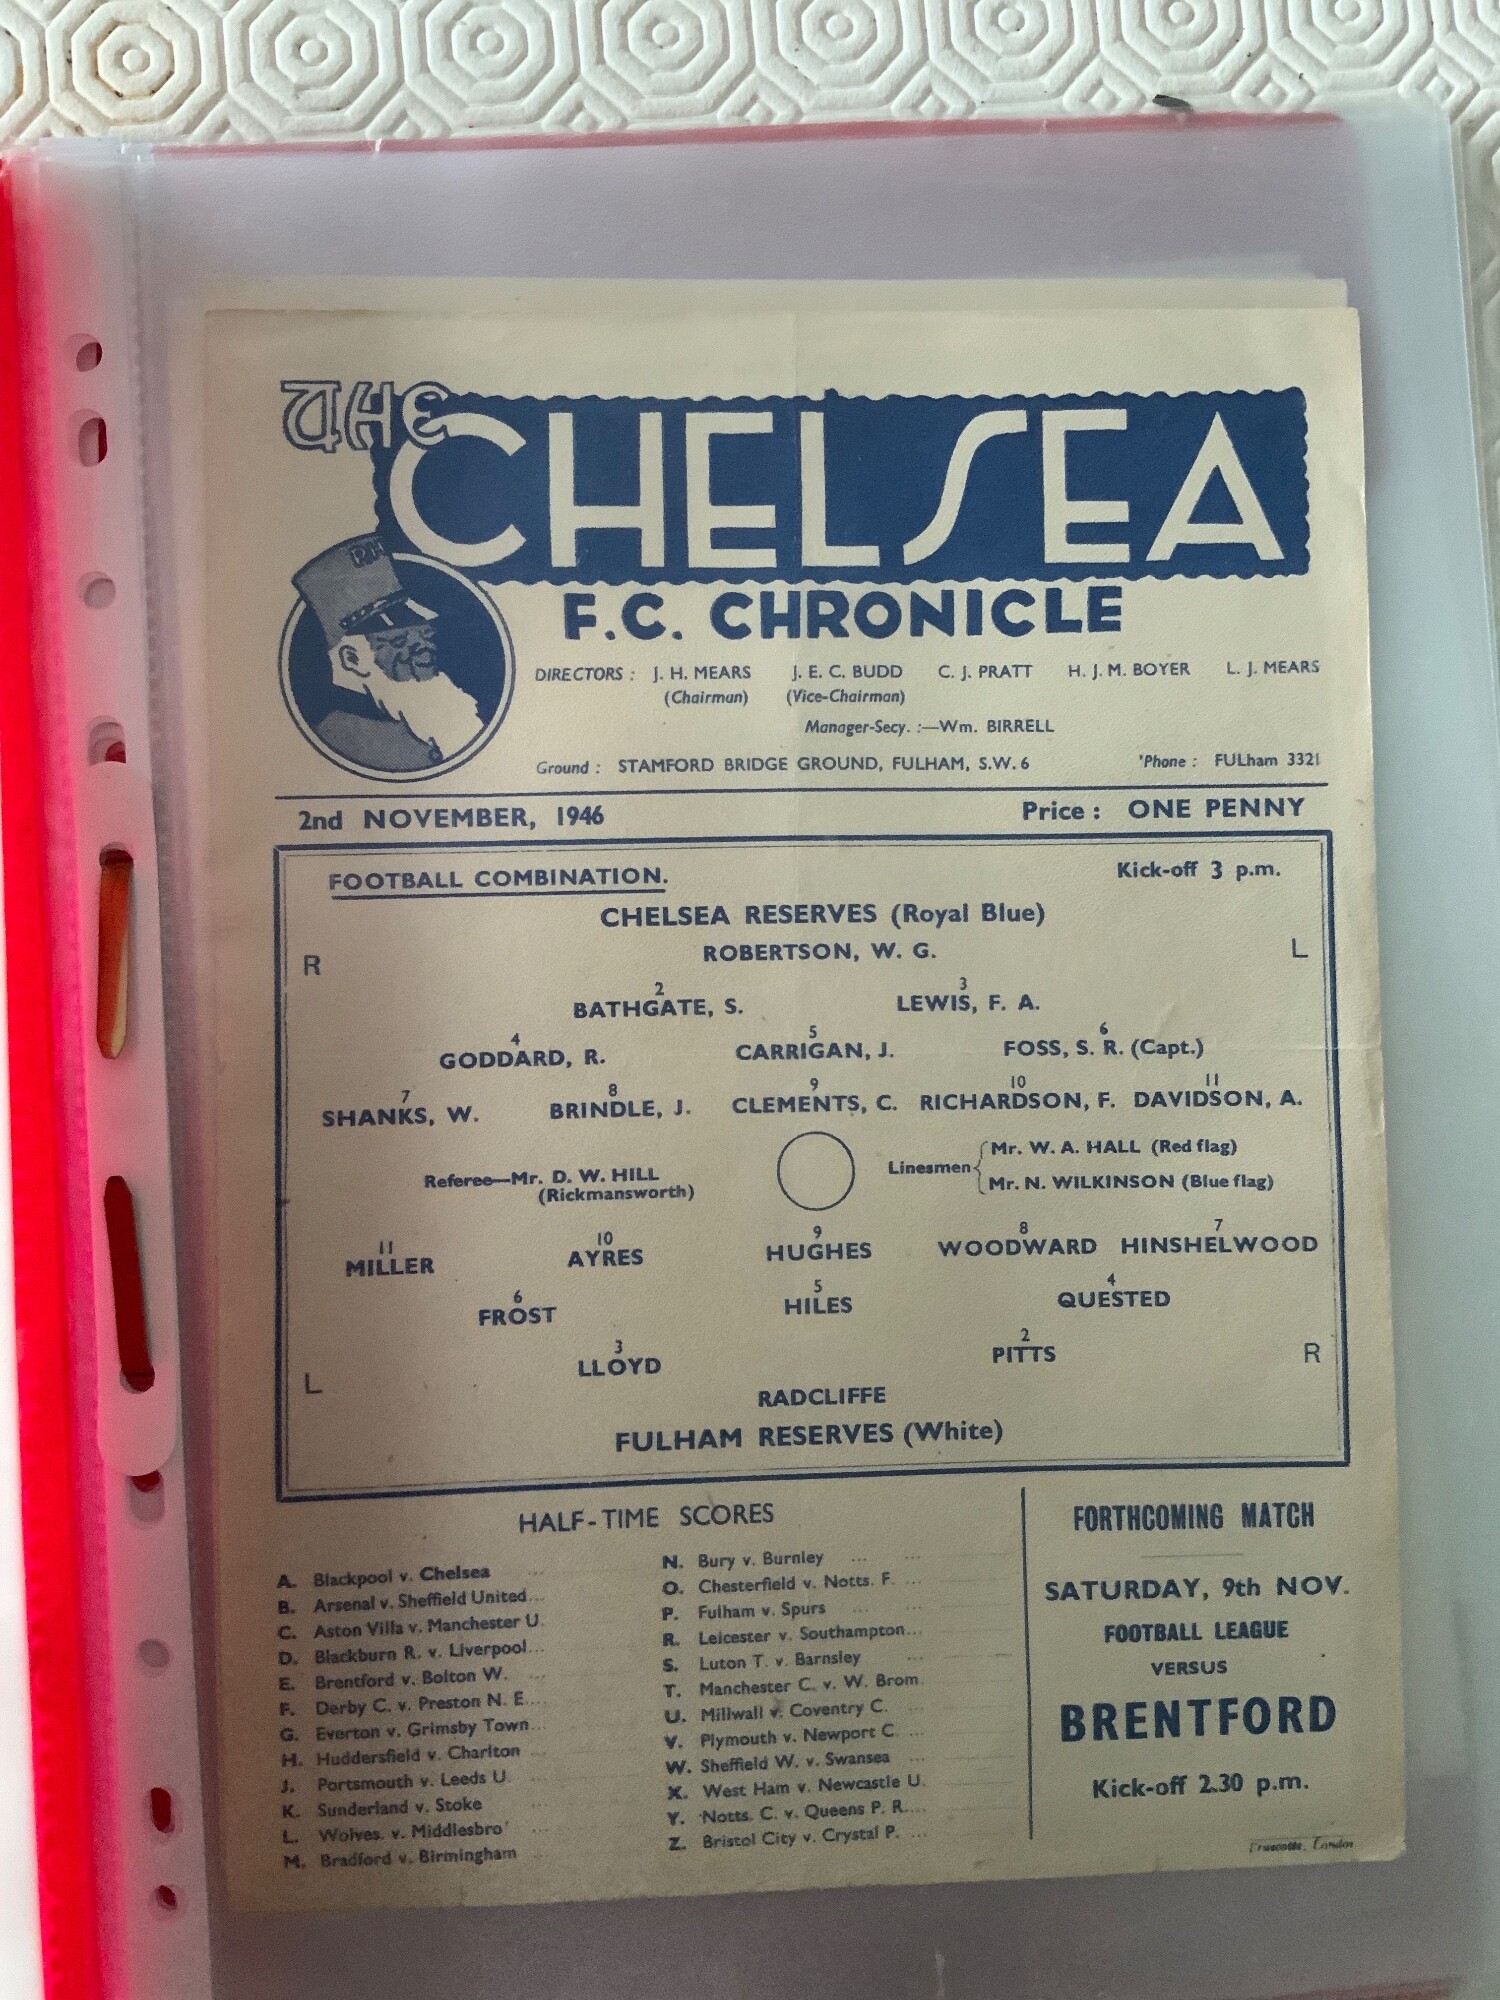 THE CHELSEA
F.C. CHRONICLE
DIRECTORS : J. H. MEARS J. E. C. BUDD C. J. PRATT H. J. M. BOYER L. J. MEARS
(Chairman) (Vice-Chairman)
Manager-Secy. :—Wm. BIRRELL
Ground : STAMFORD BRIDGE GROUND, FULHAM, S.W.6 'Phone : FULham 3321
2nd NOVEMBER, 1946 Price : ONE PENNY
FOOTBALL COMBINATION. Kick-off 3 p.m.
CHELSEA RESERVES (Royal Blue)
R ROBERTSON, W. G. L
2 3
BATHGATE, S. LEWIS, F. A.
4 5 6
GODDARD, R. CARRIGAN, J. FOSS, S. R. (Capt.)
7 8 9 10 11
SHANKS, W. BRINDLE, J. CLEMENTS, C. RICHARDSON, F. DAVIDSON, A.
Referee—Mr. D. W. HILL
(Rickmansworth)
Linesmen { Mr. W. A. HALL (Red flag)
Mr. N. WILKINSON (Blue flag)
11 10 9 8 7
MILLER AYRES HUGHES WOODWARD HINSHELWOOD
6 5 4
FROST HILES QUESTED
3 2
LLOYD PITTS R
L RADCLIFFE
FULHAM RESERVES (White)
HALF-TIME SCORES
A. Blackpool v. Chelsea ...
B. Arsenal v. Sheffield United...
C. Aston Villa v. Manchester U.
D. Blackburn R. v. Liverpool...
E. Brentford v. Bolton W. ...
F. Derby C. v. Preston N. E....
G. Everton v. Grimsby Town...
H. Huddersfield v. Charlton ...
J. Portsmouth v. Leeds U. ...
K. Sunderland v. Stoke ...
L. Wolves. v. Middlesbro' ...
M. Bradford v. Birmingham ...
N. Bury v. Burnley ... ...
O. Chesterfield v. Notts. F. ...
P. Fulham v. Spurs ... ...
R. Leicester v. Southampton...
S. Luton T. v. Barnsley ...
T. Manchester C. v. W. Brom.
U. Millwall v. Coventry C. ...
V. Plymouth v. Newport C. ...
W. Sheffield W. v. Swansea ...
X. West Ham v. Newcastle U.
Y. Notts. C. v. Queens P. R....
Z. Bristol City v. Crystal P. ...
FORTHCOMING MATCH
SATURDAY, 9th NOV.
FOOTBALL LEAGUE
VERSUS
BRENTFORD
Kick-off 2.30 p.m.
London